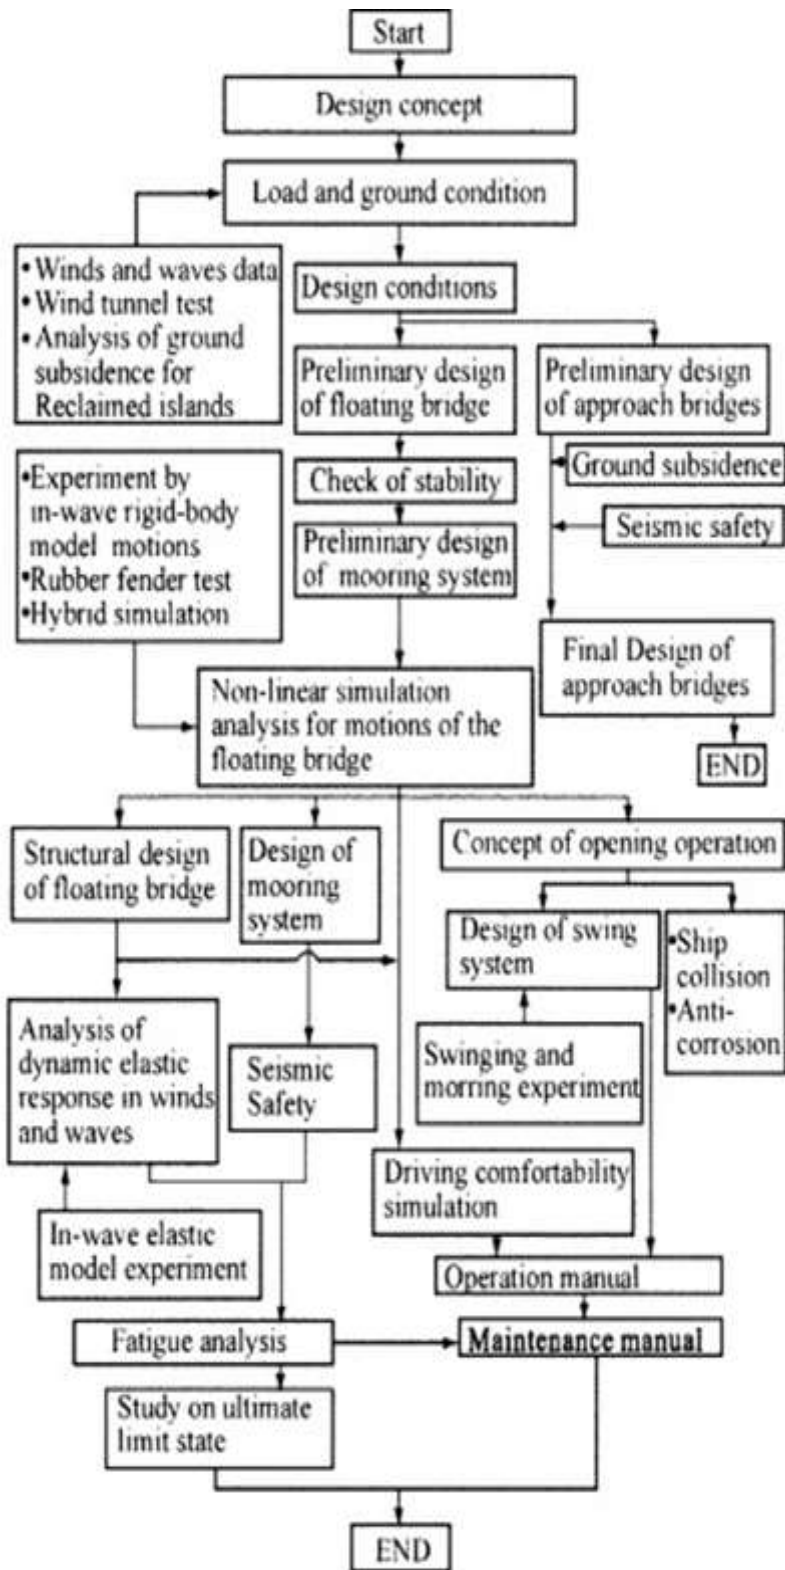 Start
Design concept
Load and ground condition
•Winds and waves data
•Wind tunnel test
•Analysis of ground
subsidence for
Reclaimed islands
Design conditions
Preliminary design
of floating bridge
Preliminary design
of approach bridges
Ground subsidence
Check of stability
Seismic safety
•Experiment by
in-wave rigid-body
model motions
•Rubber fender test
•Hybrid simulation
Preliminary design
of mooring system
Final Design of
approach bridges
END
Non-linear simulation
analysis for motions of the
floating bridge
Structural design
of floating bridge
Design of
mooring
system
Concept of opening operation
Design of swing
system
•Ship
collision
•Anti-
corrosion
Analysis of
dynamic elastic
response in winds
and waves
Seismic
Safety
Swinging and
morring experiment
Driving comfortability
simulation
In-wave elastic
model experiment
Operation manual
Fatigue analysis
Maintenance manual
Study on ultimate
limit state
END